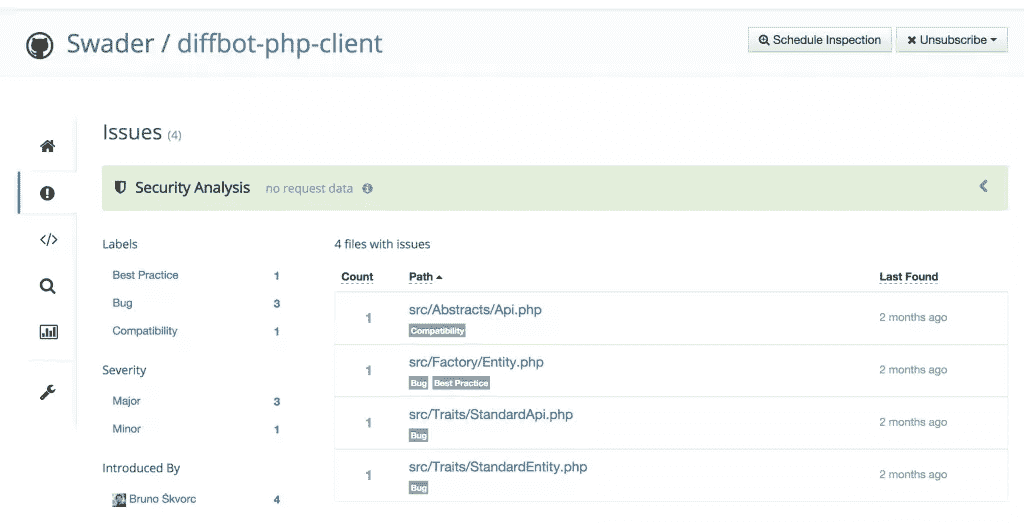 Swader / diffbot-php-client
Schedule Inspection
Unsubscribe
Issues (4)
Security Analysis no request data
Labels
Best Practice 1
Bug 3
Compatibility 1
Severity
Major 3
Minor 1
Introduced By
Bruno Škvorc 4
4 files with issues
Count Path Last Found
1 src/Abstracts/Api.php 2 months ago
Compatibility
1 src/Factory/Entity.php 2 months ago
Bug Best Practice
1 src/Traits/StandardApi.php 2 months ago
Bug
1 src/Traits/StandardEntity.php 2 months ago
Bug